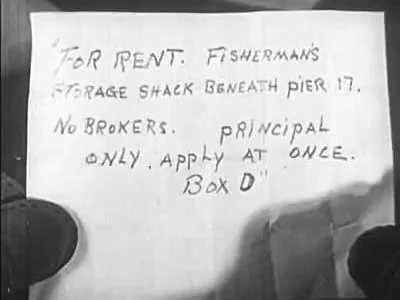 "FOR RENT. FISHERMAN'S
STORAGE SHACK BENEATH PIER 17.
NO BROKERS. PRINCIPAL
ONLY. APPLY AT ONCE.
BOX D"